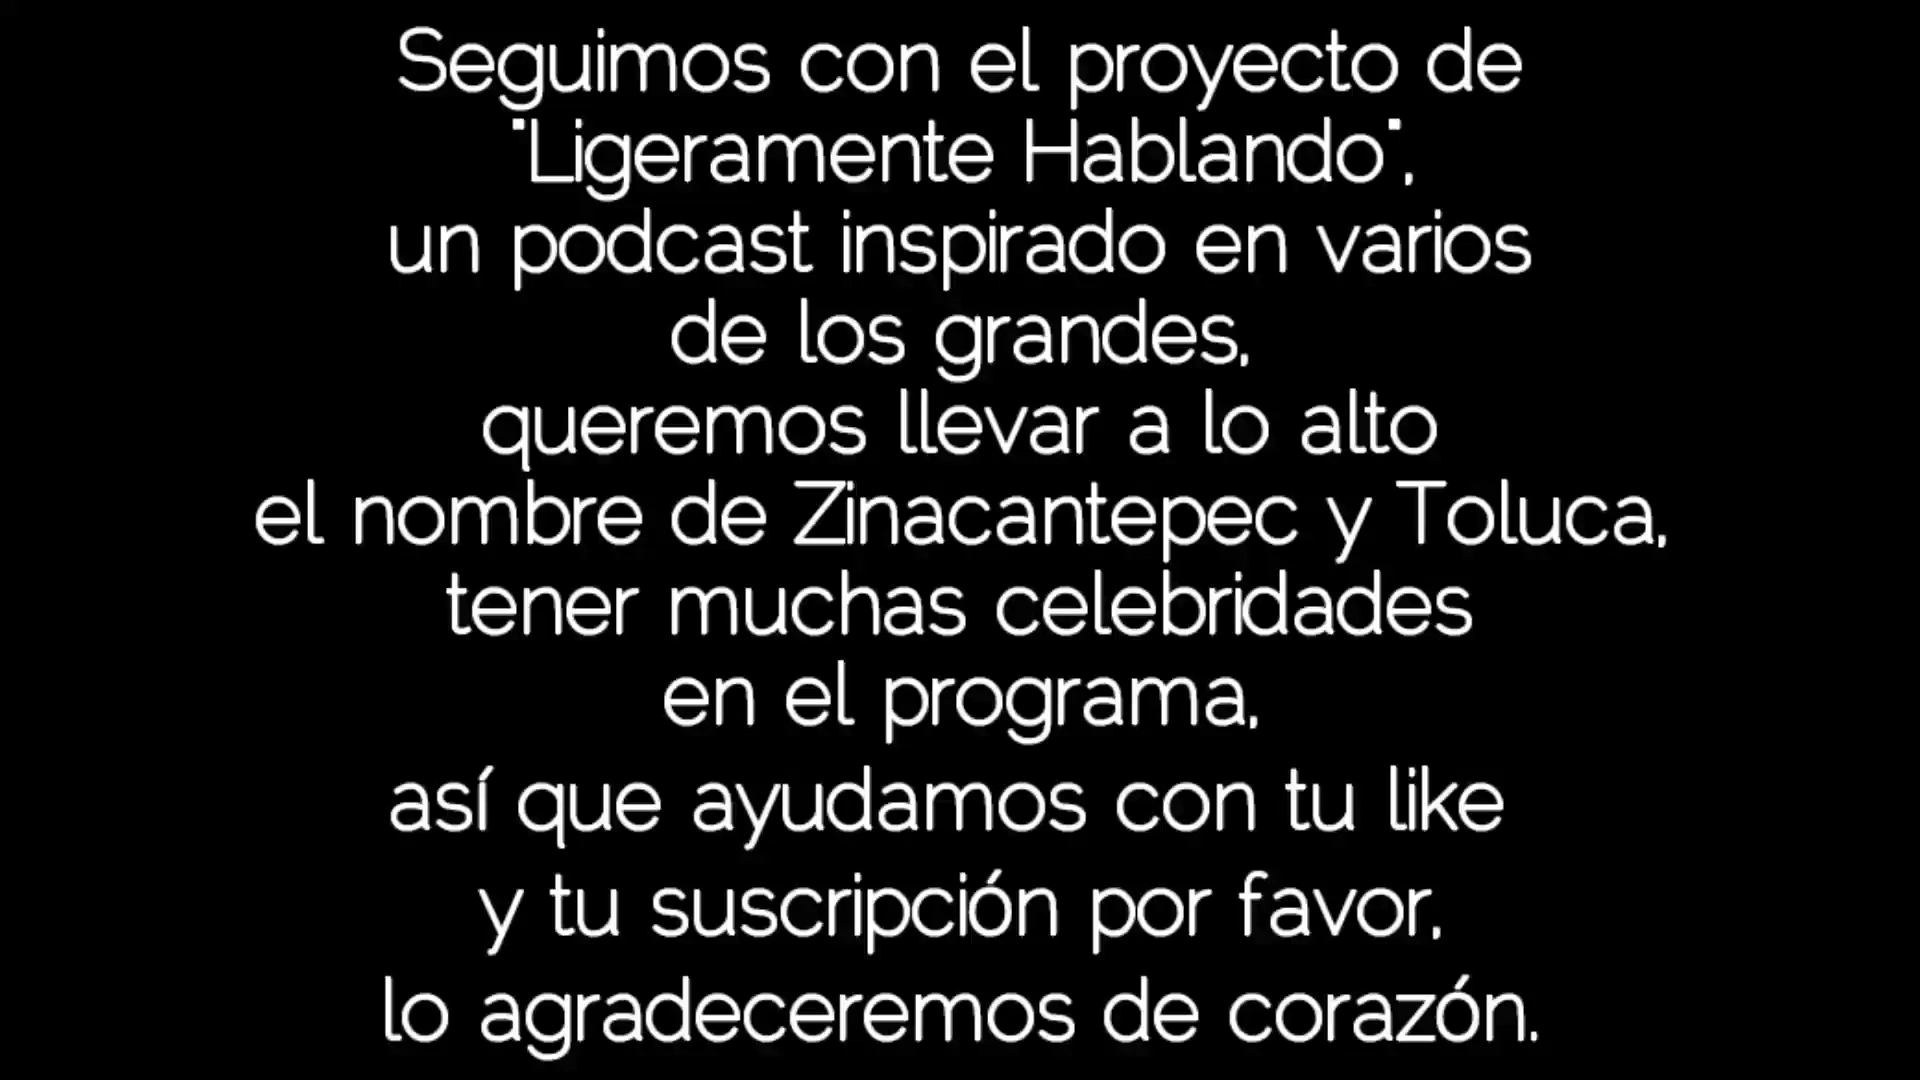 Seguimos con el proyecto de
"Ligeramente Hablando",
un podcast inspirado en varios
de los grandes,
queremos llevar a lo alto
el nombre de Zinacantepec y Toluca,
tener muchas celebridades
en el programa,
así que ayudamos con tu like
y tu suscripción por favor,
lo agradeceremos de corazón.